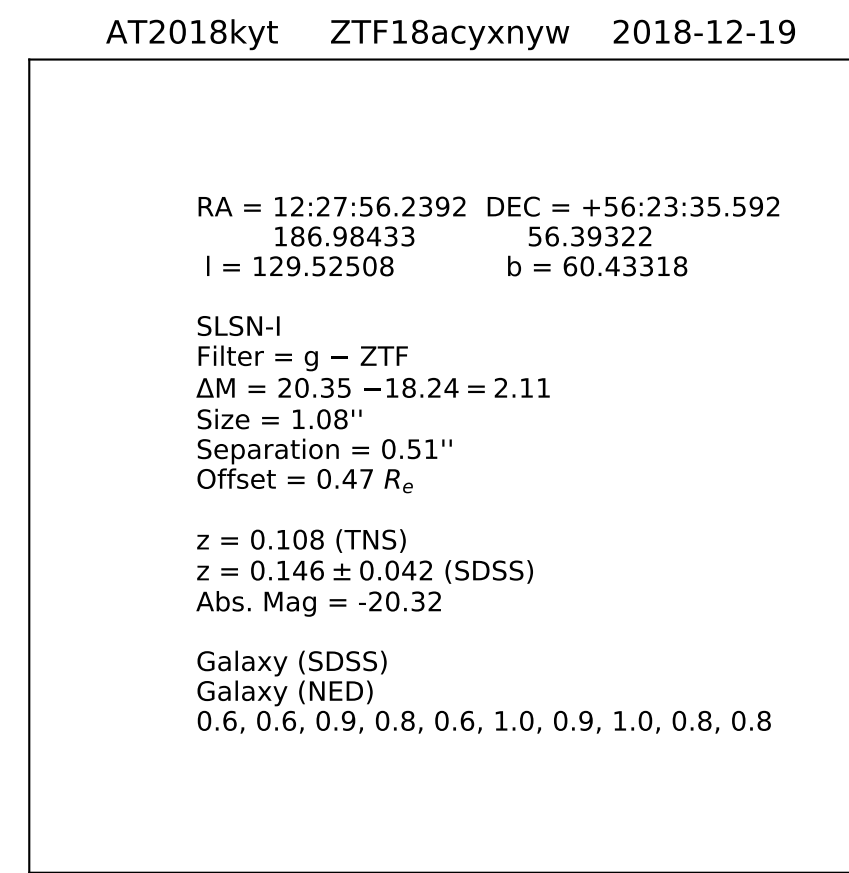 AT2018kyt ZTF18acyxnyw 2018-12-19
RA = 12:27:56.2392 DEC = +56:23:35.592
186.98433 56.39322
l = 129.52508 b = 60.43318
SLSN-I
Filter = g − ZTF
ΔM = 20.35 −18.24 = 2.11
Size = 1.08''
Separation = 0.51''
Offset = 0.47 Rₑ
z = 0.108 (TNS)
z = 0.146 ± 0.042 (SDSS)
Abs. Mag = -20.32
Galaxy (SDSS)
Galaxy (NED)
0.6, 0.6, 0.9, 0.8, 0.6, 1.0, 0.9, 1.0, 0.8, 0.8